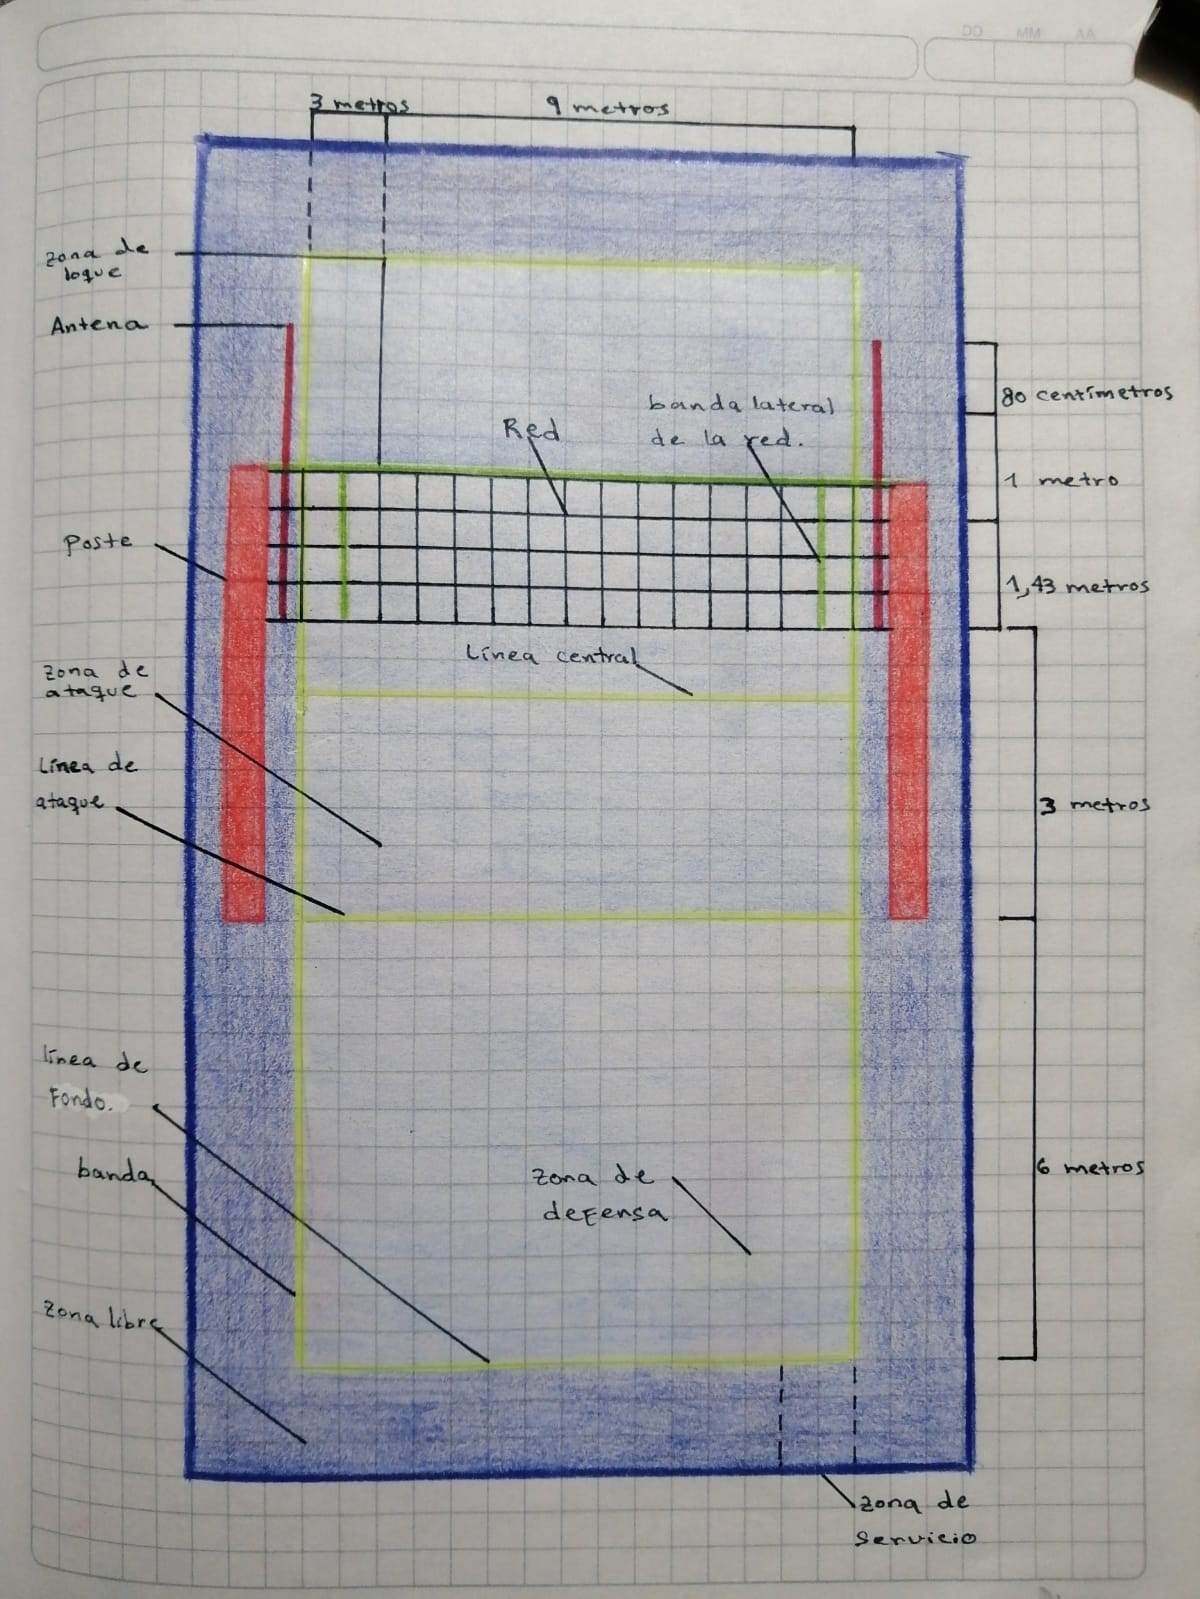 DD MM AA
3 metros 9 metros
zona de
loque
Antena
80 centímetros
banda lateral
de la red.
Red
1 metro
Poste
1,43 metros
Línea central
zona de
ataque
Línea de
ataque
3 metros
línea de
Fondo.
banda
6 metros
zona de
defensa
zona libre
zona de
servicio